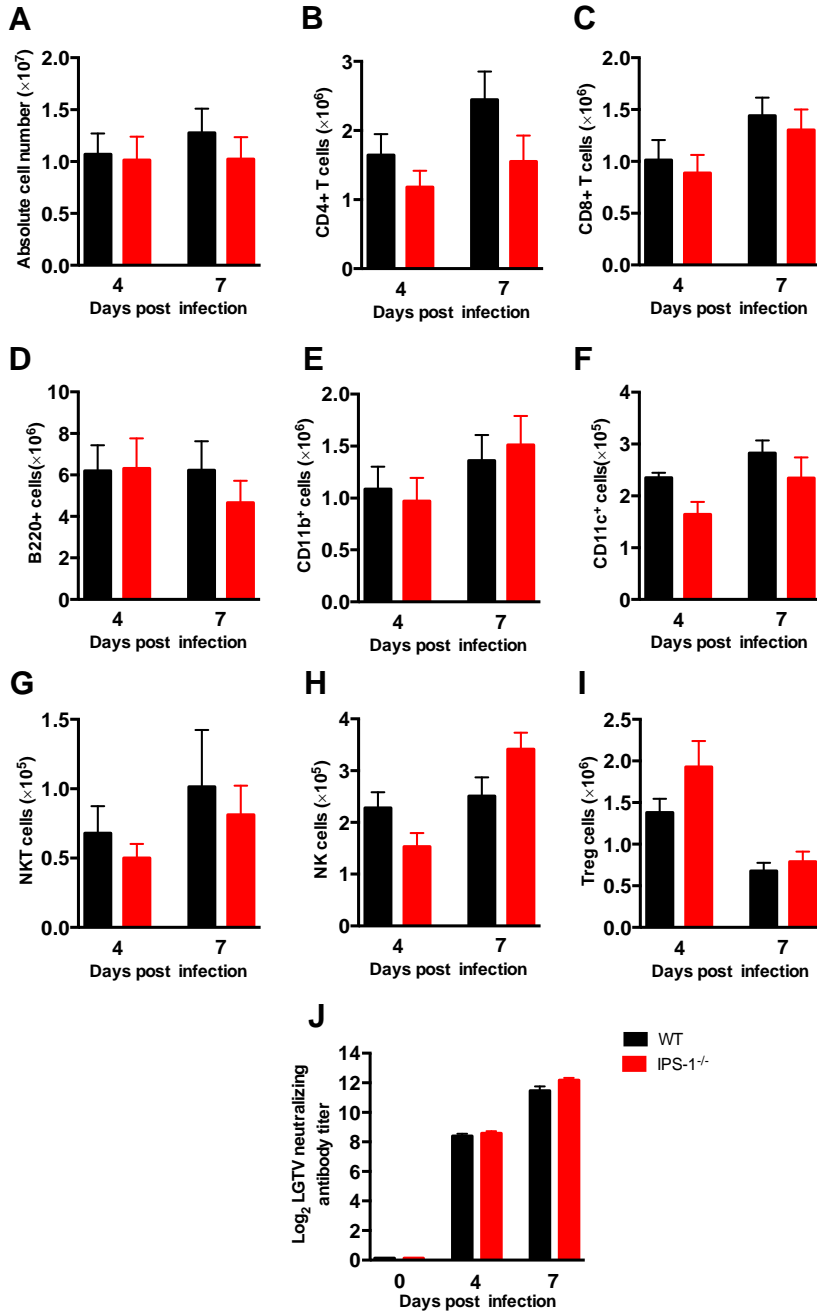 A
Absolute cell number (×10⁷)
2.0
1.5
1.0
0.5
0.0
4
7
Days post infection
B
CD4+ T cells (×10⁶)
3
2
1
0
4
7
Days post infection
C
CD8+ T cells (×10⁶)
2.0
1.5
1.0
0.5
0.0
4
7
Days post infection
D
B220+ cells(×10⁶)
10
8
6
4
2
0
4
7
Days post infection
E
CD11b⁺ cells (×10⁶)
2.0
1.5
1.0
0.5
0.0
4
7
Days post infection
F
CD11c⁺ cells(×10⁵)
4
3
2
1
0
4
7
Days post infection
G
NKT cells (×10⁵)
1.5
1.0
0.5
0.0
4
7
Days post infection
H
NK cells (×10⁵)
4
3
2
1
0
4
7
Days post infection
I
Treg cells (×10⁶)
2.5
2.0
1.5
1.0
0.5
0.0
4
7
Days post infection
J
Log₂ LGTV neutralizing
antibody titer
14
12
10
8
6
4
2
0
0
4
7
Days post infection
WT
IPS-1⁻/⁻